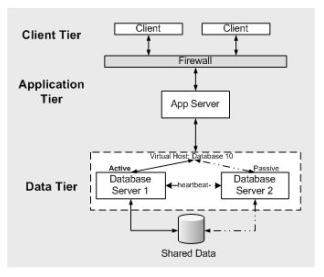 Client Tier
Client
Client
Firewall
Application
Tier
App Server
Virtual Host: Database 10
Active
Passive
Data Tier
Database
Server 1
heartbeat
Database
Server 2
Shared Data